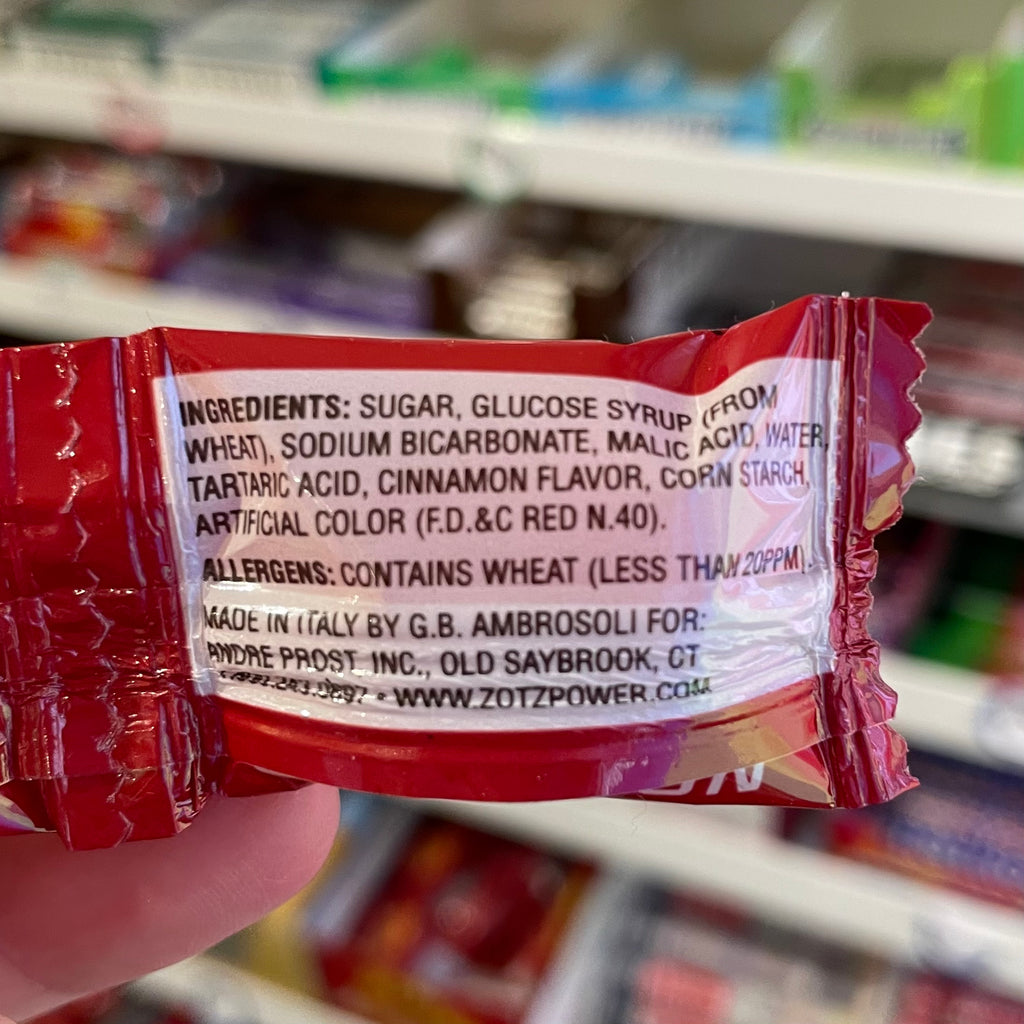 INGREDIENTS: SUGAR, GLUCOSE SYRUP (FROM
WHEAT), SODIUM BICARBONATE, MALIC ACID, WATER,
TARTARIC ACID, CINNAMON FLAVOR, CORN STARCH,
ARTIFICIAL COLOR (F.D.&C RED N.40).
ALLERGENS: CONTAINS WHEAT (LESS THAN 20PPM).
MADE IN ITALY BY G.B. AMBROSOLI FOR:
ANDRE PROST, INC., OLD SAYBROOK, CT
• WWW.ZOTZPOWER.COM